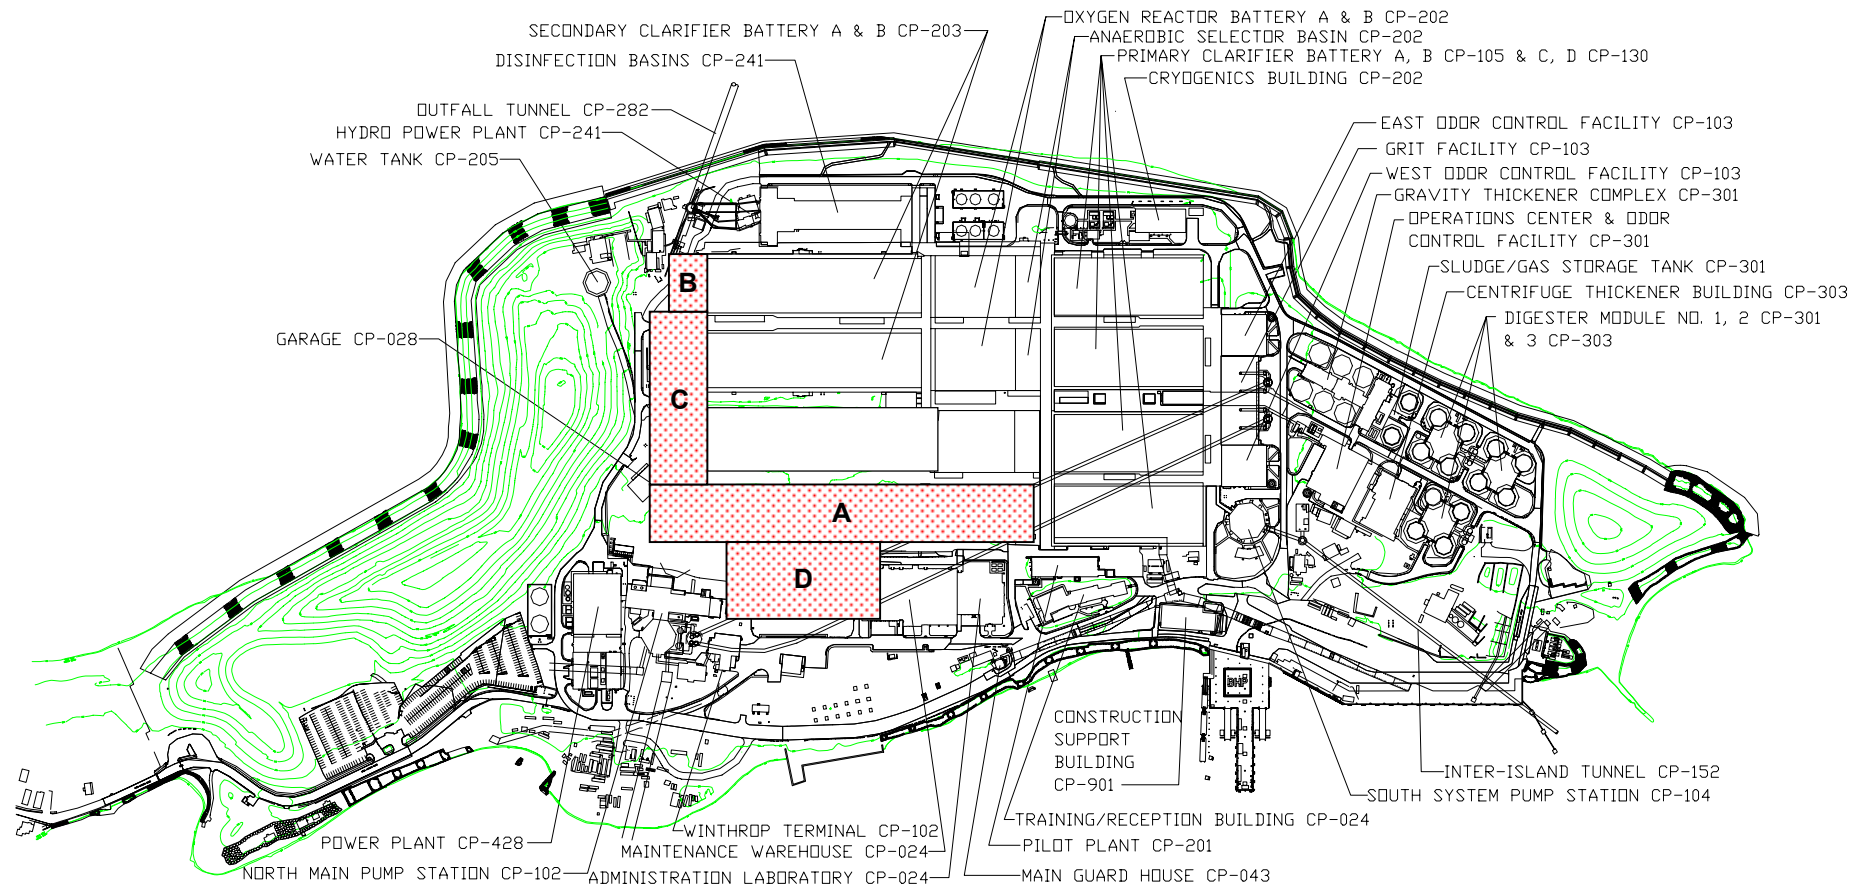 SECONDARY CLARIFIER BATTERY A & B CP-203
DISINFECTION BASINS CP-241
OUTFALL TUNNEL CP-282
HYDRO POWER PLANT CP-241
WATER TANK CP-205
GARAGE CP-028
OXYGEN REACTOR BATTERY A & B CP-202
ANAEROBIC SELECTOR BASIN CP-202
PRIMARY CLARIFIER BATTERY A, B CP-105 & C, D CP-130
CRYOGENICS BUILDING CP-202
EAST ODOR CONTROL FACILITY CP-103
GRIT FACILITY CP-103
WEST ODOR CONTROL FACILITY CP-103
GRAVITY THICKENER COMPLEX CP-301
OPERATIONS CENTER & ODOR
CONTROL FACILITY CP-301
SLUDGE/GAS STORAGE TANK CP-301
CENTRIFUGE THICKENER BUILDING CP-303
DIGESTER MODULE NO. 1, 2 CP-301
& 3 CP-303
B
C
A
D
BHP
CONSTRUCTION
SUPPORT
BUILDING
CP-901
INTER-ISLAND TUNNEL CP-152
SOUTH SYSTEM PUMP STATION CP-104
TRAINING/RECEPTION BUILDING CP-024
PILOT PLANT CP-201
MAIN GUARD HOUSE CP-043
WINTHROP TERMINAL CP-102
MAINTENANCE WAREHOUSE CP-024
ADMINISTRATION LABORATORY CP-024
POWER PLANT CP-428
NORTH MAIN PUMP STATION CP-102